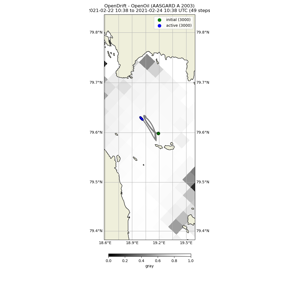 OpenDrift - OpenOil (AASGARD A 2003)
2021-02-22 10:38 to 2021-02-24 10:38 UTC (49 steps)
initial (3000)
active (3000)
79.8°N
79.8°N
79.7°N
79.7°N
79.6°N
79.6°N
79.5°N
79.5°N
79.4°N
79.4°N
18.6°E
18.9°E
19.2°E
19.5°E
0.0
0.2
0.4
0.6
0.8
1.0
grey